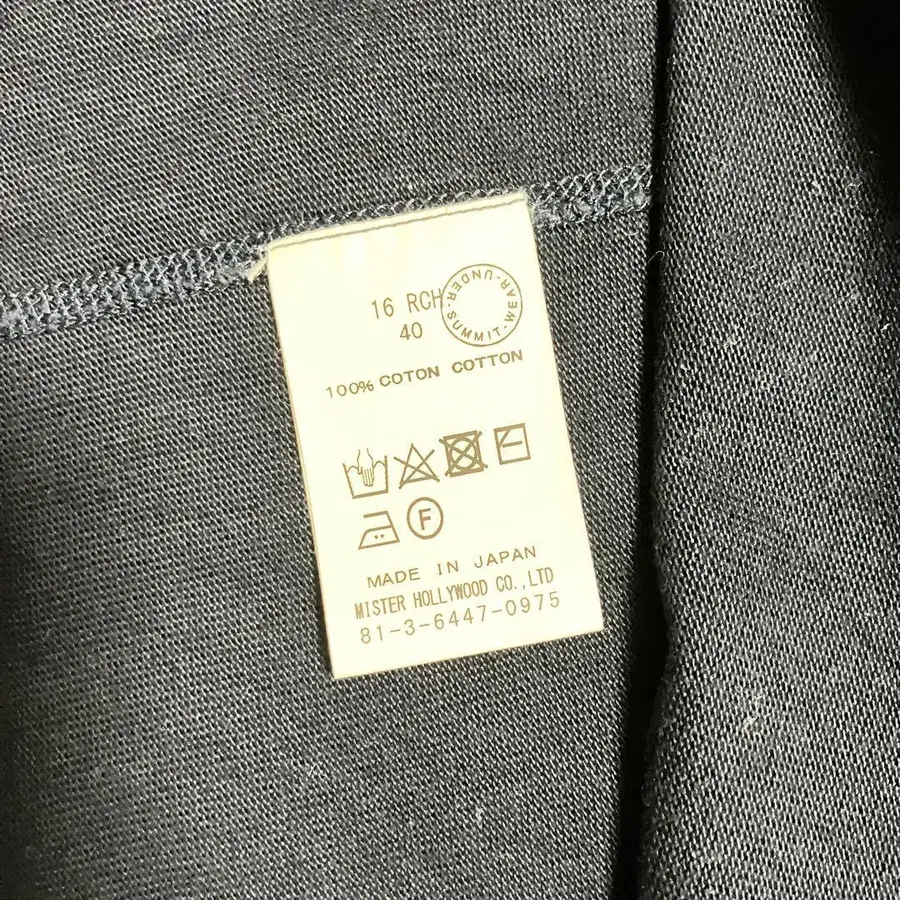 16 RCH
40
UNDER·SUMMIT·WEAR·
100% COTON COTTON
F
MADE IN JAPAN
MISTER HOLLYWOOD CO.,LTD
81-3-6447-0975